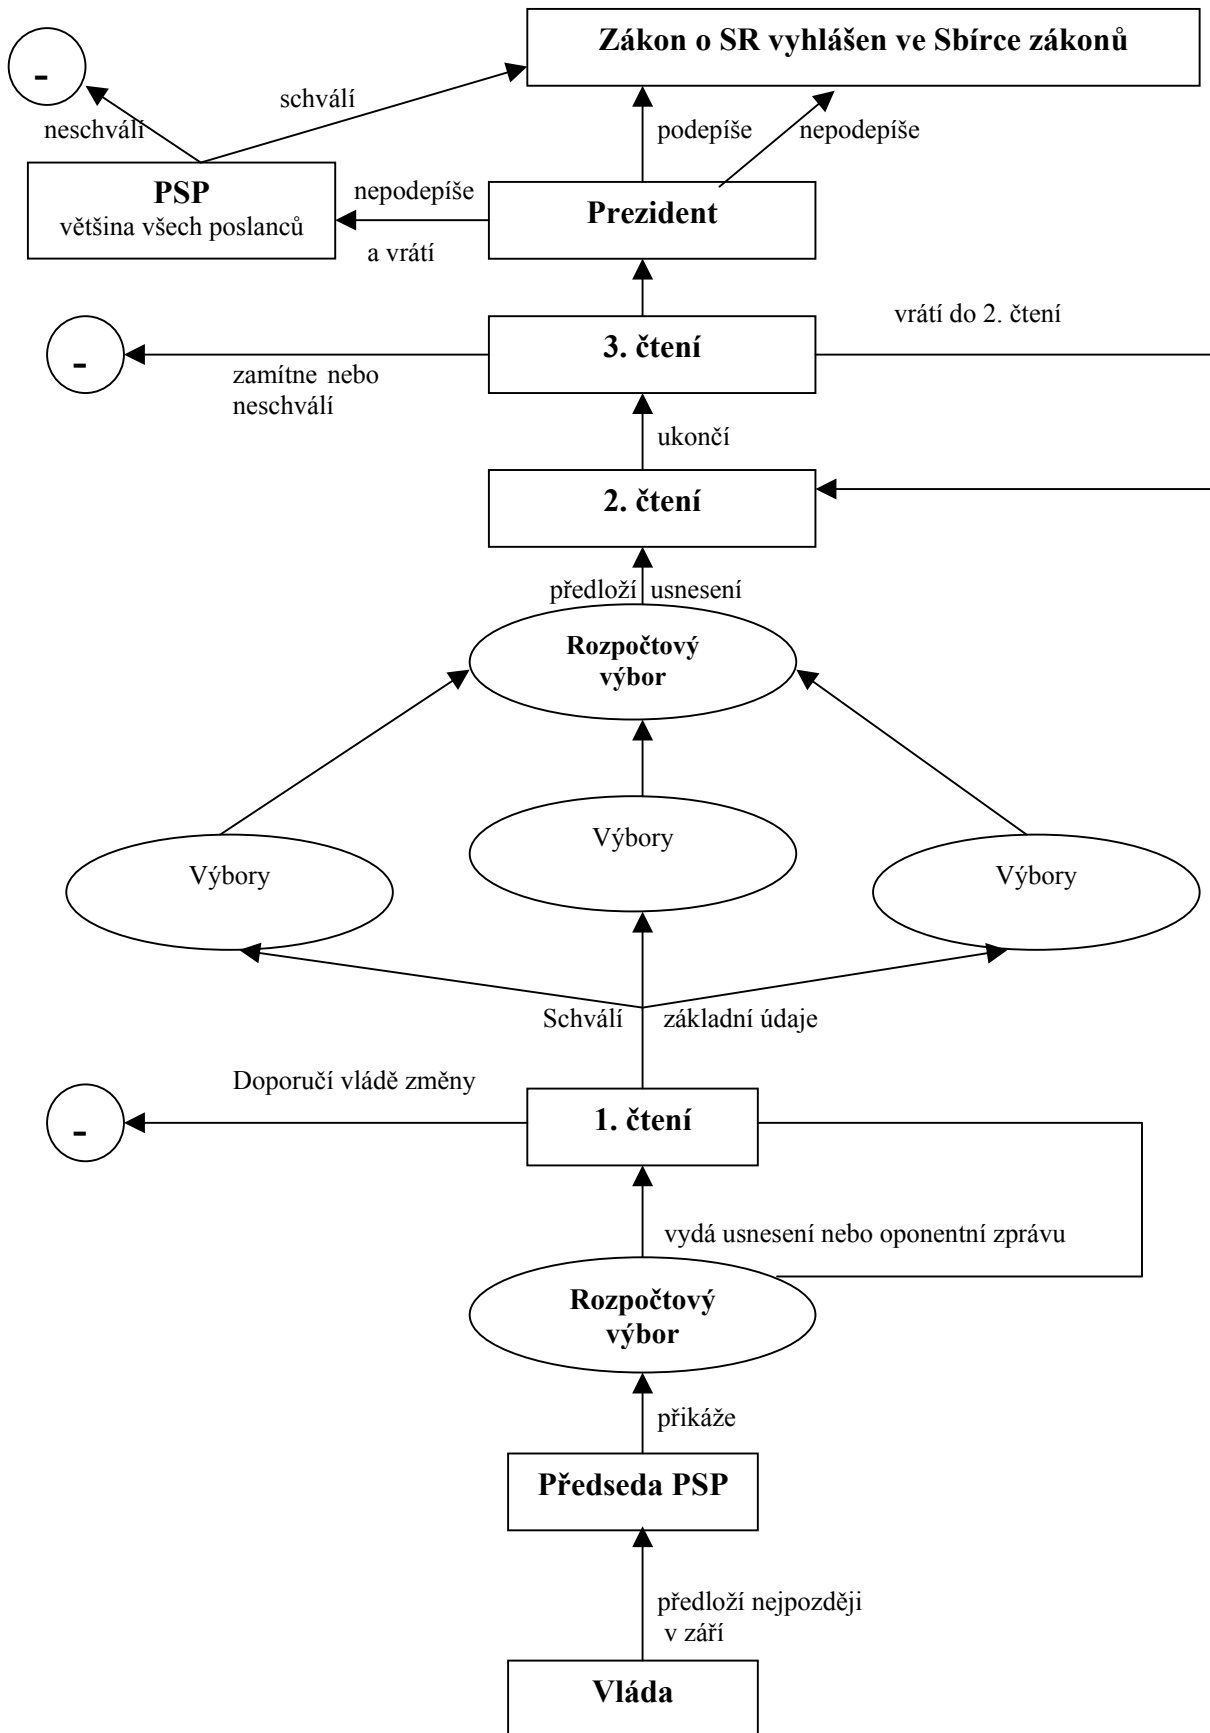 Zákon o SR vyhlášen ve Sbírce zákonů
-
schválí
neschválí
podepíše
nepodepíše
PSP
většina všech poslanců
nepodepíše
a vrátí
Prezident
vrátí do 2. čtení
3. čtení
-
zamítne nebo
neschválí
ukončí
2. čtení
předloží usnesení
Rozpočtový
výbor
Výbory
Výbory
Výbory
Schválí základní údaje
Doporučí vládě změny
-
1. čtení
vydá usnesení nebo oponentní zprávu
Rozpočtový
výbor
přikáže
Předseda PSP
předloží nejpozději
v září
Vláda